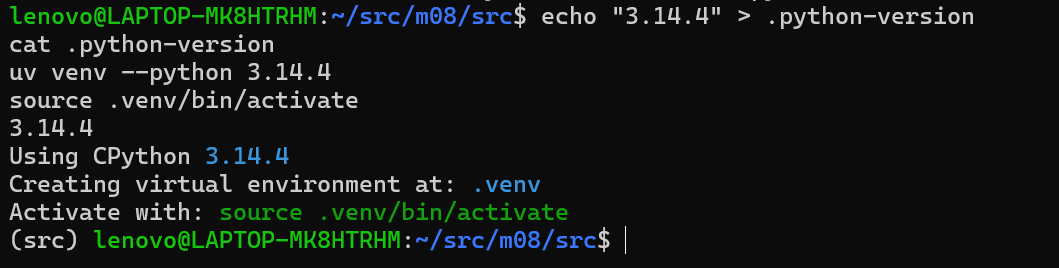 lenovo@LAPTOP-MK8HTRHM:~/src/m08/src$ echo "3.14.4" > .python-version
cat .python-version
uv venv --python 3.14.4
source .venv/bin/activate
3.14.4
Using CPython 3.14.4
Creating virtual environment at: .venv
Activate with: source .venv/bin/activate
(src) lenovo@LAPTOP-MK8HTRHM:~/src/m08/src$